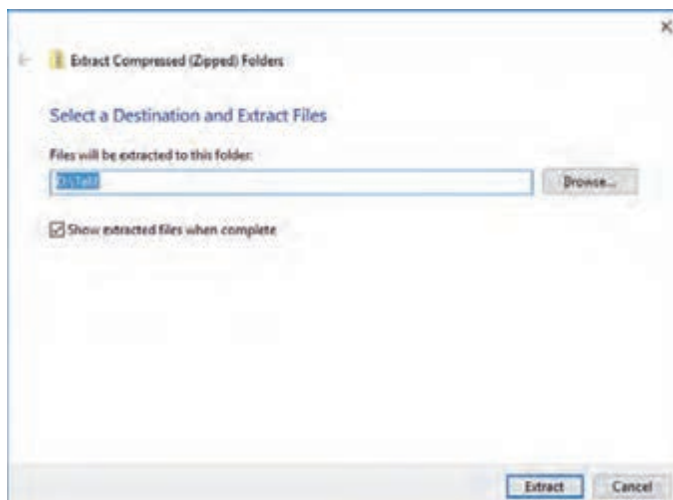 Extract Compressed (Zipped) Folders
Select a Destination and Extract Files
Files will be extracted to this folder:
Browse...
Show extracted files when complete
Extract
Cancel